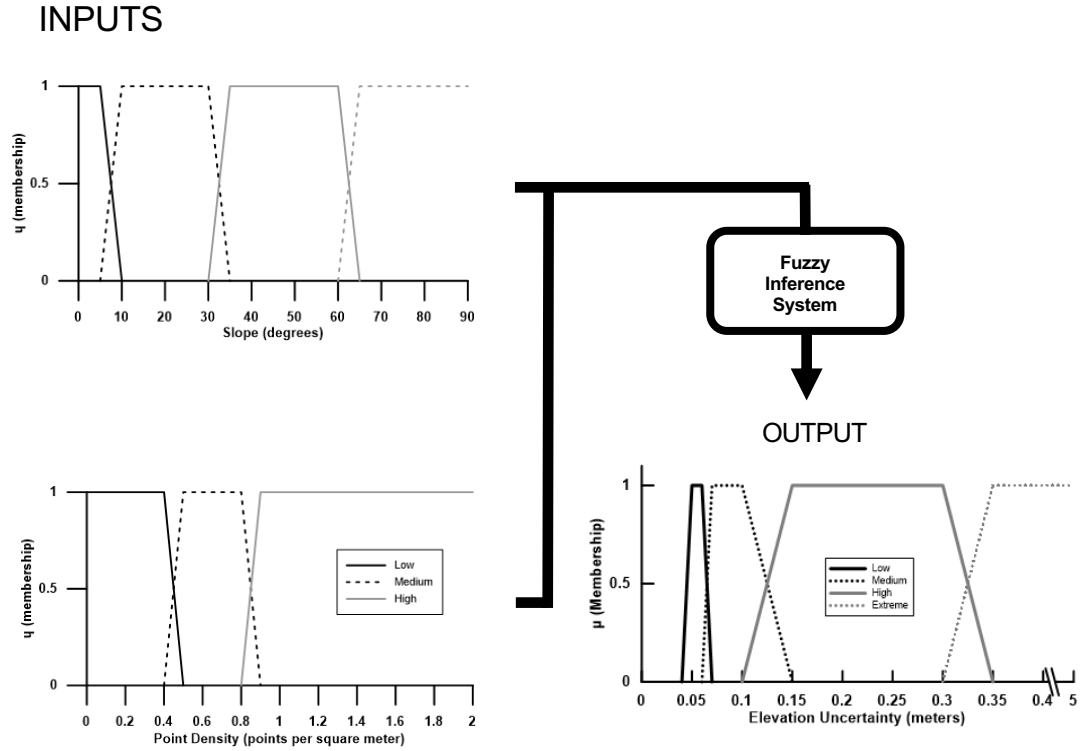 INPUTS
1
0.5
0
ɥ (membership)
0 10 20 30 40 50 60 70 80 90
Slope (degrees)
Fuzzy
Inference
System
OUTPUT
1
0.5
0
ɥ (membership)
Low
Medium
High
0 0.2 0.4 0.6 0.8 1 1.2 1.4 1.6 1.8 2
Point Density (points per square meter)
1
0.5
0
μ (Membership)
Low
Medium
High
Extreme
0 0.05 0.1 0.15 0.2 0.25 0.3 0.35 0.4 5
Elevation Uncertainty (meters)